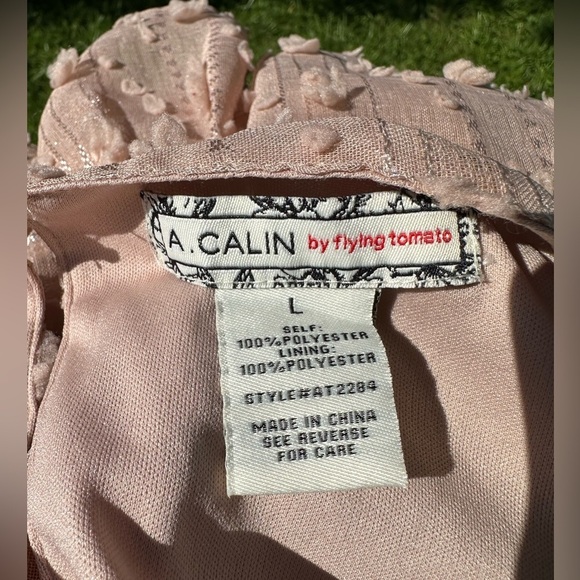 A.CALIN by flying tomato
L
SELF:
100%POLYESTER
LINING:
100%POLYESTER
STYLE#AT2284
MADE IN CHINA
SEE REVERSE
FOR CARE